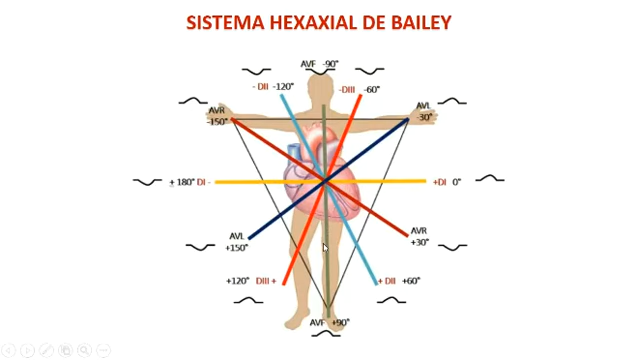 SISTEMA HEXAXIAL DE BAILEY
AVF -90°
- DII -120°
-DIII -60°
AVR
-150°
AVL
-30°
± 180° DI -
+DI 0°
AVL
+150°
AVR
+30°
+120° DIII +
+ DII +60°
AVF +90°